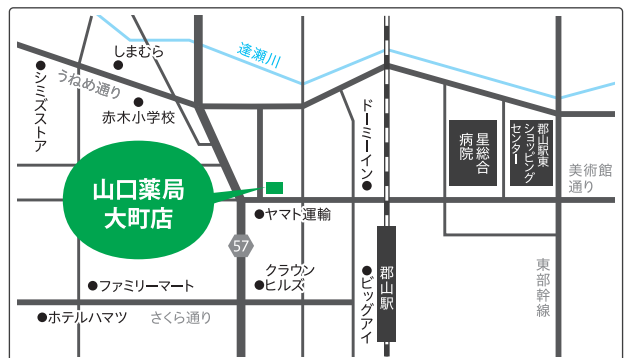 しまむら
逢瀬川
うねめ通り
シミズストア
赤木小学校
ドーミーイン
星総合
病院
郡山駅東
ショッピング
センター
美術館
通り
山口薬局
大町店
ヤマト運輸
57
クラウン
ヒルズ
ファミリーマート
郡山駅
ビッグアイ
東部幹線
ホテルハマツ
さくら通り